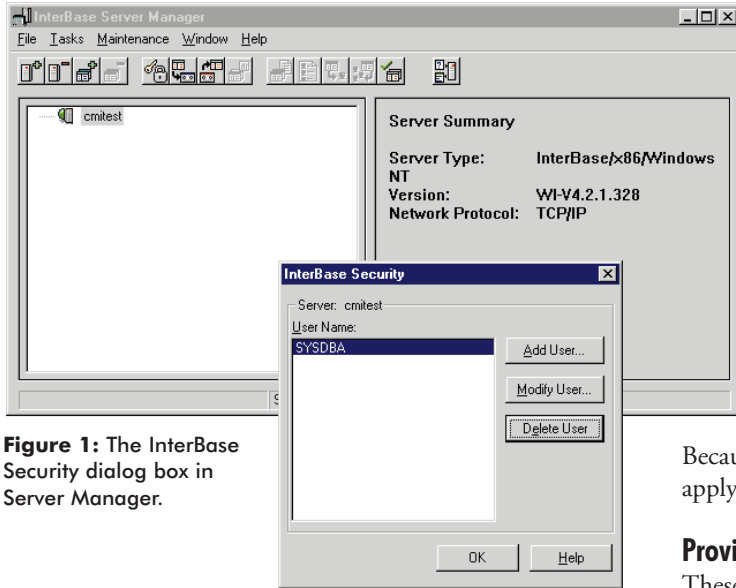 InterBase Server Manager
File Tasks Maintenance Window Help
cmitest
Server Summary
Server Type: InterBase/x86/Windows
NT
Version: WI-V4.2.1.328
Network Protocol: TCP/IP
InterBase Security
Server: cmitest
User Name:
SYSDBA
Add User...
Modify User...
Delete User
OK Help
Figure 1: The InterBase
Security dialog box in
Server Manager.
apply
These